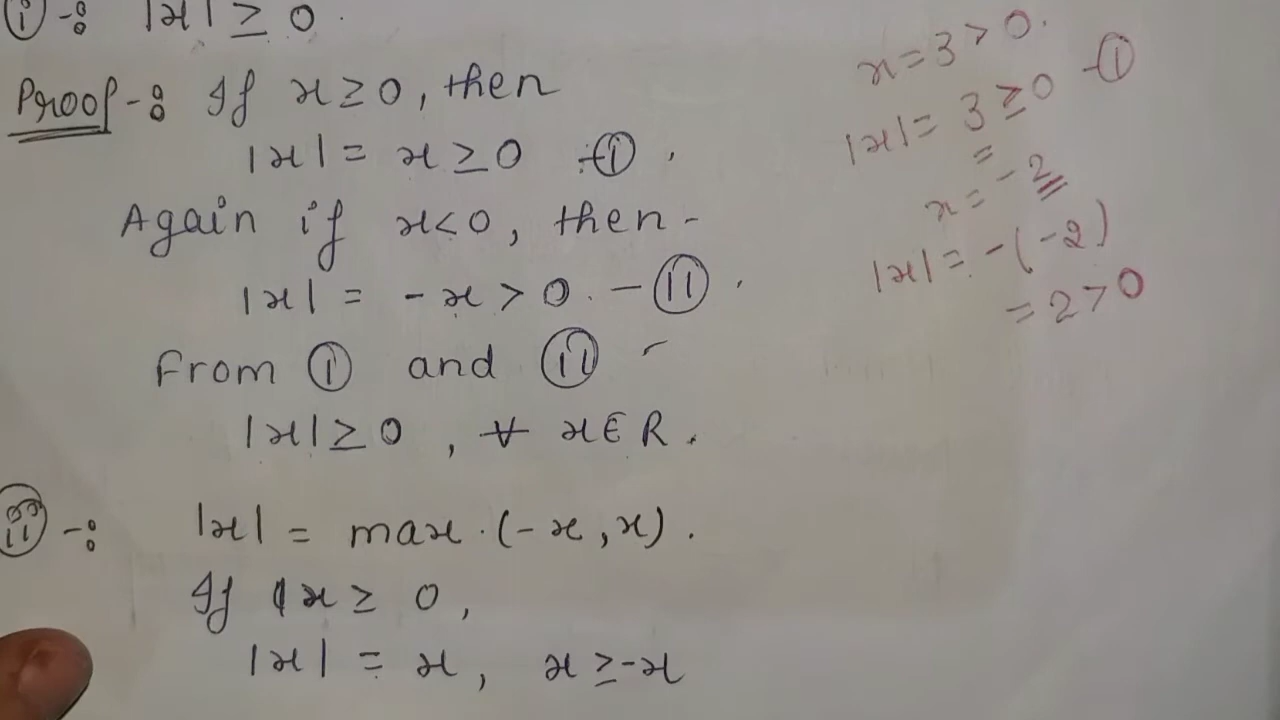 (i) -: |x| ≥ 0.
Proof -: If x ≥ 0, then
|x| = x ≥ 0 -(i).
Again if x < 0, then -
|x| = -x > 0. -(ii).
From (i) and (ii)
|x| ≥ 0, ∀ x ∈ R.
(ii) -: |x| = max.(-x, x).
If x ≥ 0,
|x| = x, x ≥ -x
x = 3 > 0.
|x| = 3 ≥ 0 -(i)
x = -2
|x| = -(-2)
= 2 > 0